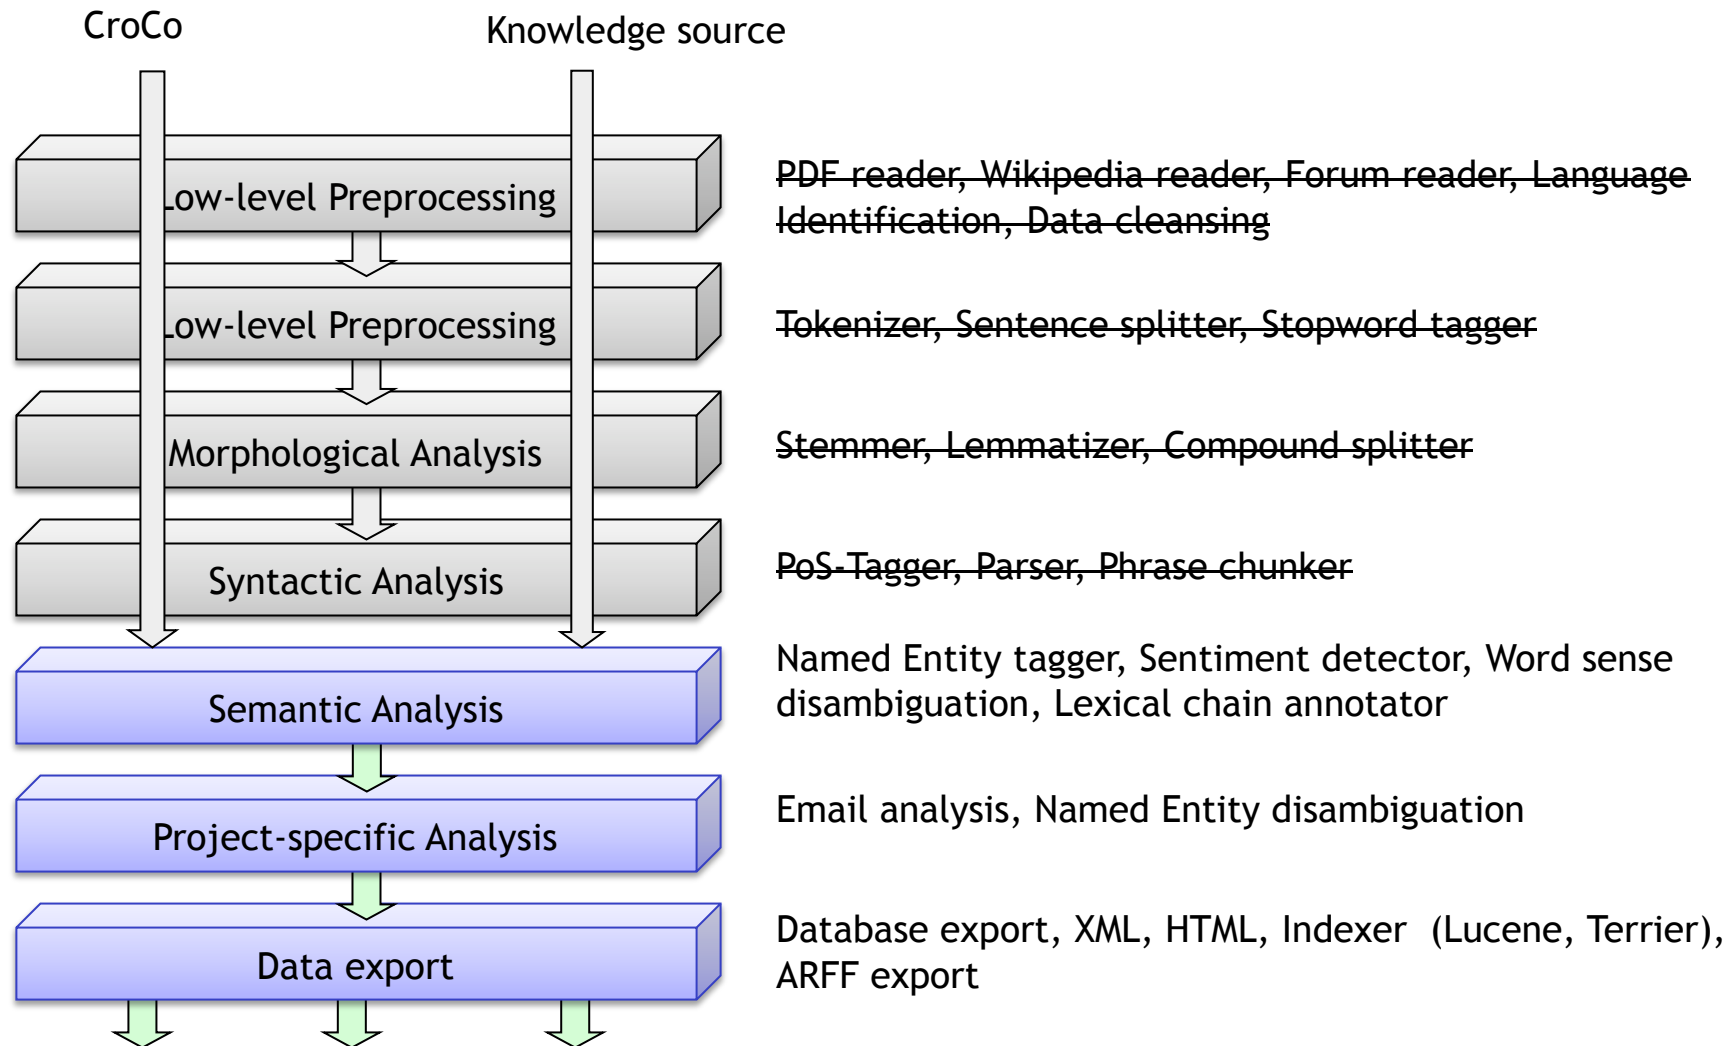 CroCo
Knowledge source
Low-level Preprocessing
PDF reader, Wikipedia reader, Forum reader, Language
Identification, Data cleansing
Low-level Preprocessing
Tokenizer, Sentence splitter, Stopword tagger
Morphological Analysis
Stemmer, Lemmatizer, Compound splitter
Syntactic Analysis
PoS-Tagger, Parser, Phrase chunker
Semantic Analysis
Named Entity tagger, Sentiment detector, Word sense
disambiguation, Lexical chain annotator
Project-specific Analysis
Email analysis, Named Entity disambiguation
Data export
Database export, XML, HTML, Indexer (Lucene, Terrier),
ARFF export